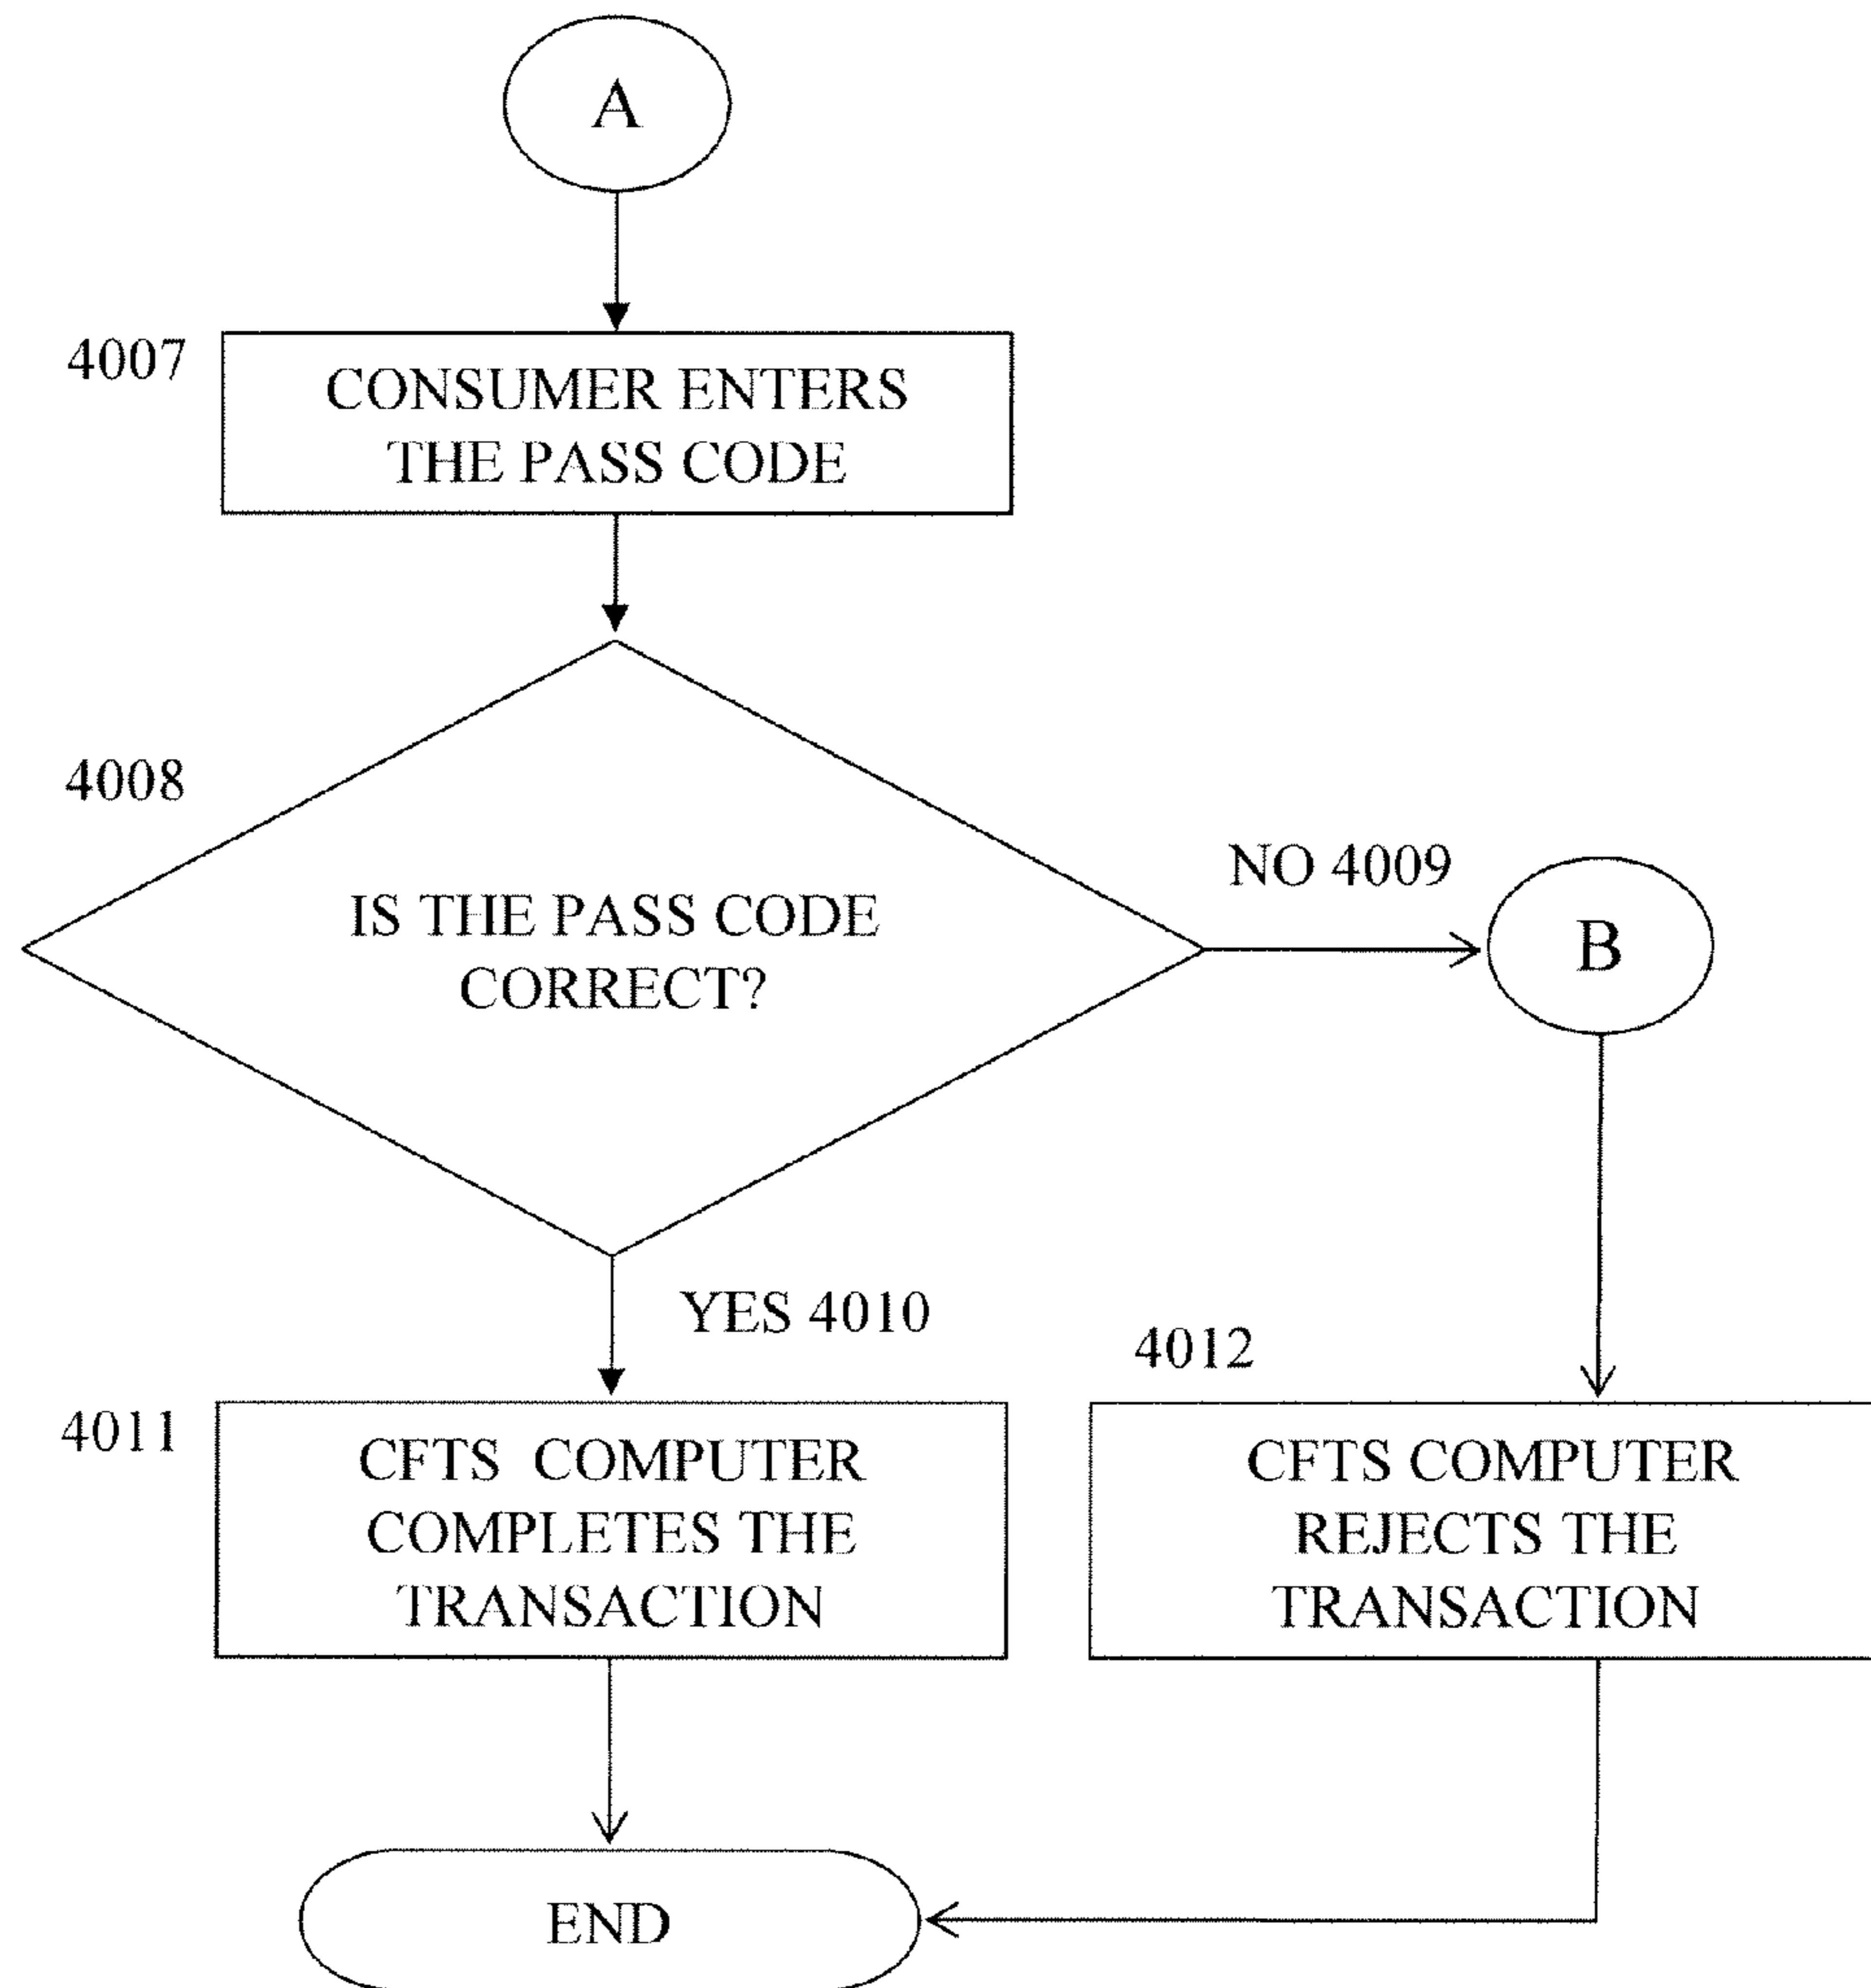 A
4007
CONSUMER ENTERS
THE PASS CODE
4008
IS THE PASS CODE
CORRECT?
NO 4009
B
YES 4010
4011
CFTS COMPUTER
COMPLETES THE
TRANSACTION
4012
CFTS COMPUTER
REJECTS THE
TRANSACTION
END